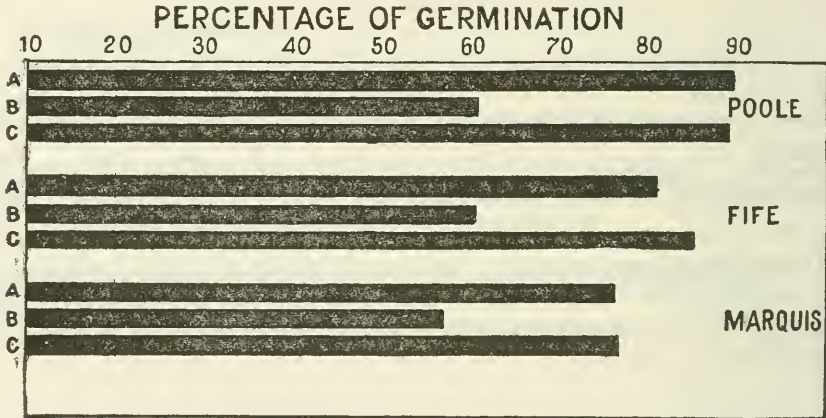 PERCENTAGE OF GERMINATION
10 20 30 40 50 60 70 80 90
A
B POOLE
C
A
B FIFE
C
A
B MARQUIS
C